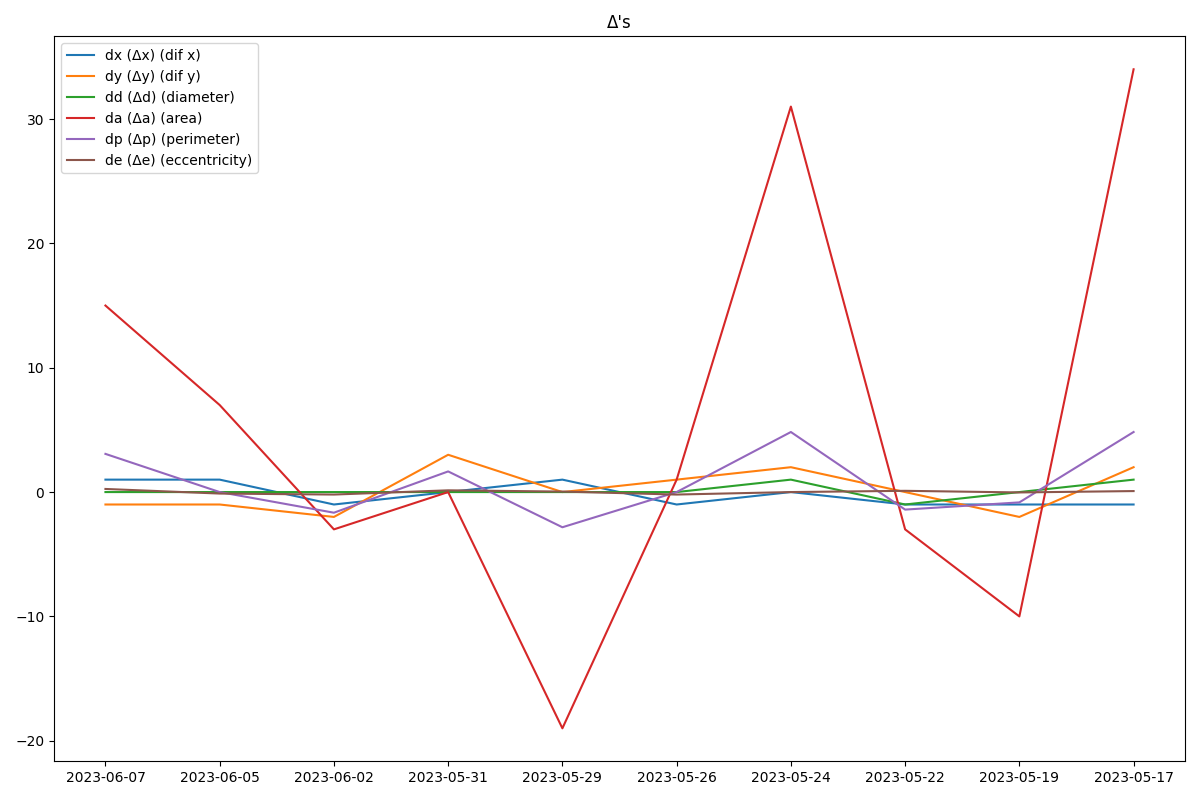 Δ's
dx (Δx) (dif x)
dy (Δy) (dif y)
dd (Δd) (diameter)
da (Δa) (area)
dp (Δp) (perimeter)
de (Δe) (eccentricity)
30
20
10
0
−10
−20
2023-06-07 2023-06-05 2023-06-02 2023-05-31 2023-05-29 2023-05-26 2023-05-24 2023-05-22 2023-05-19 2023-05-17